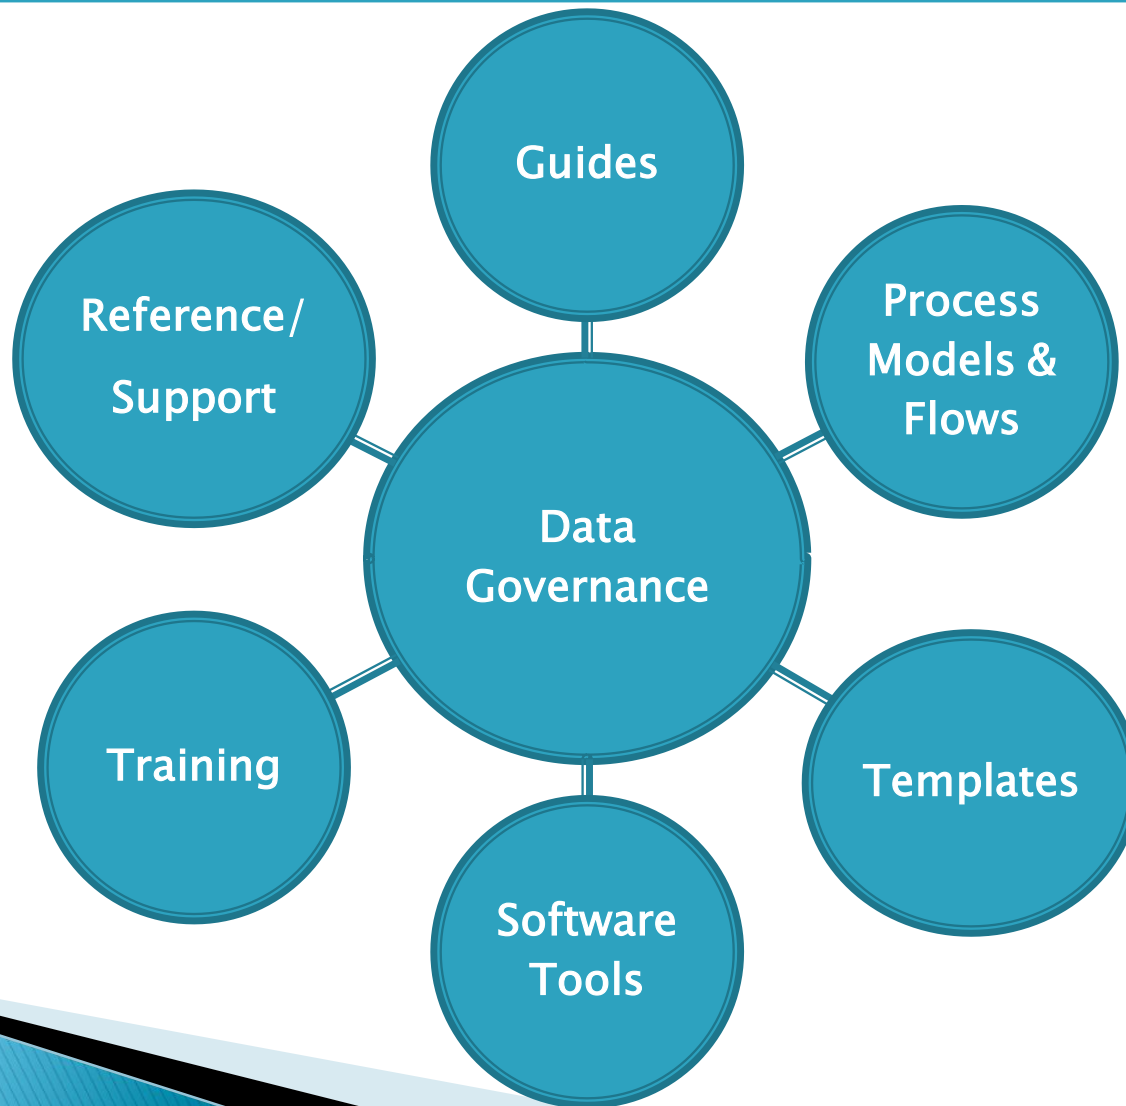 Guides
Process
Models &
Flows
Reference/
Support
Data
Governance
Templates
Training
Software
Tools